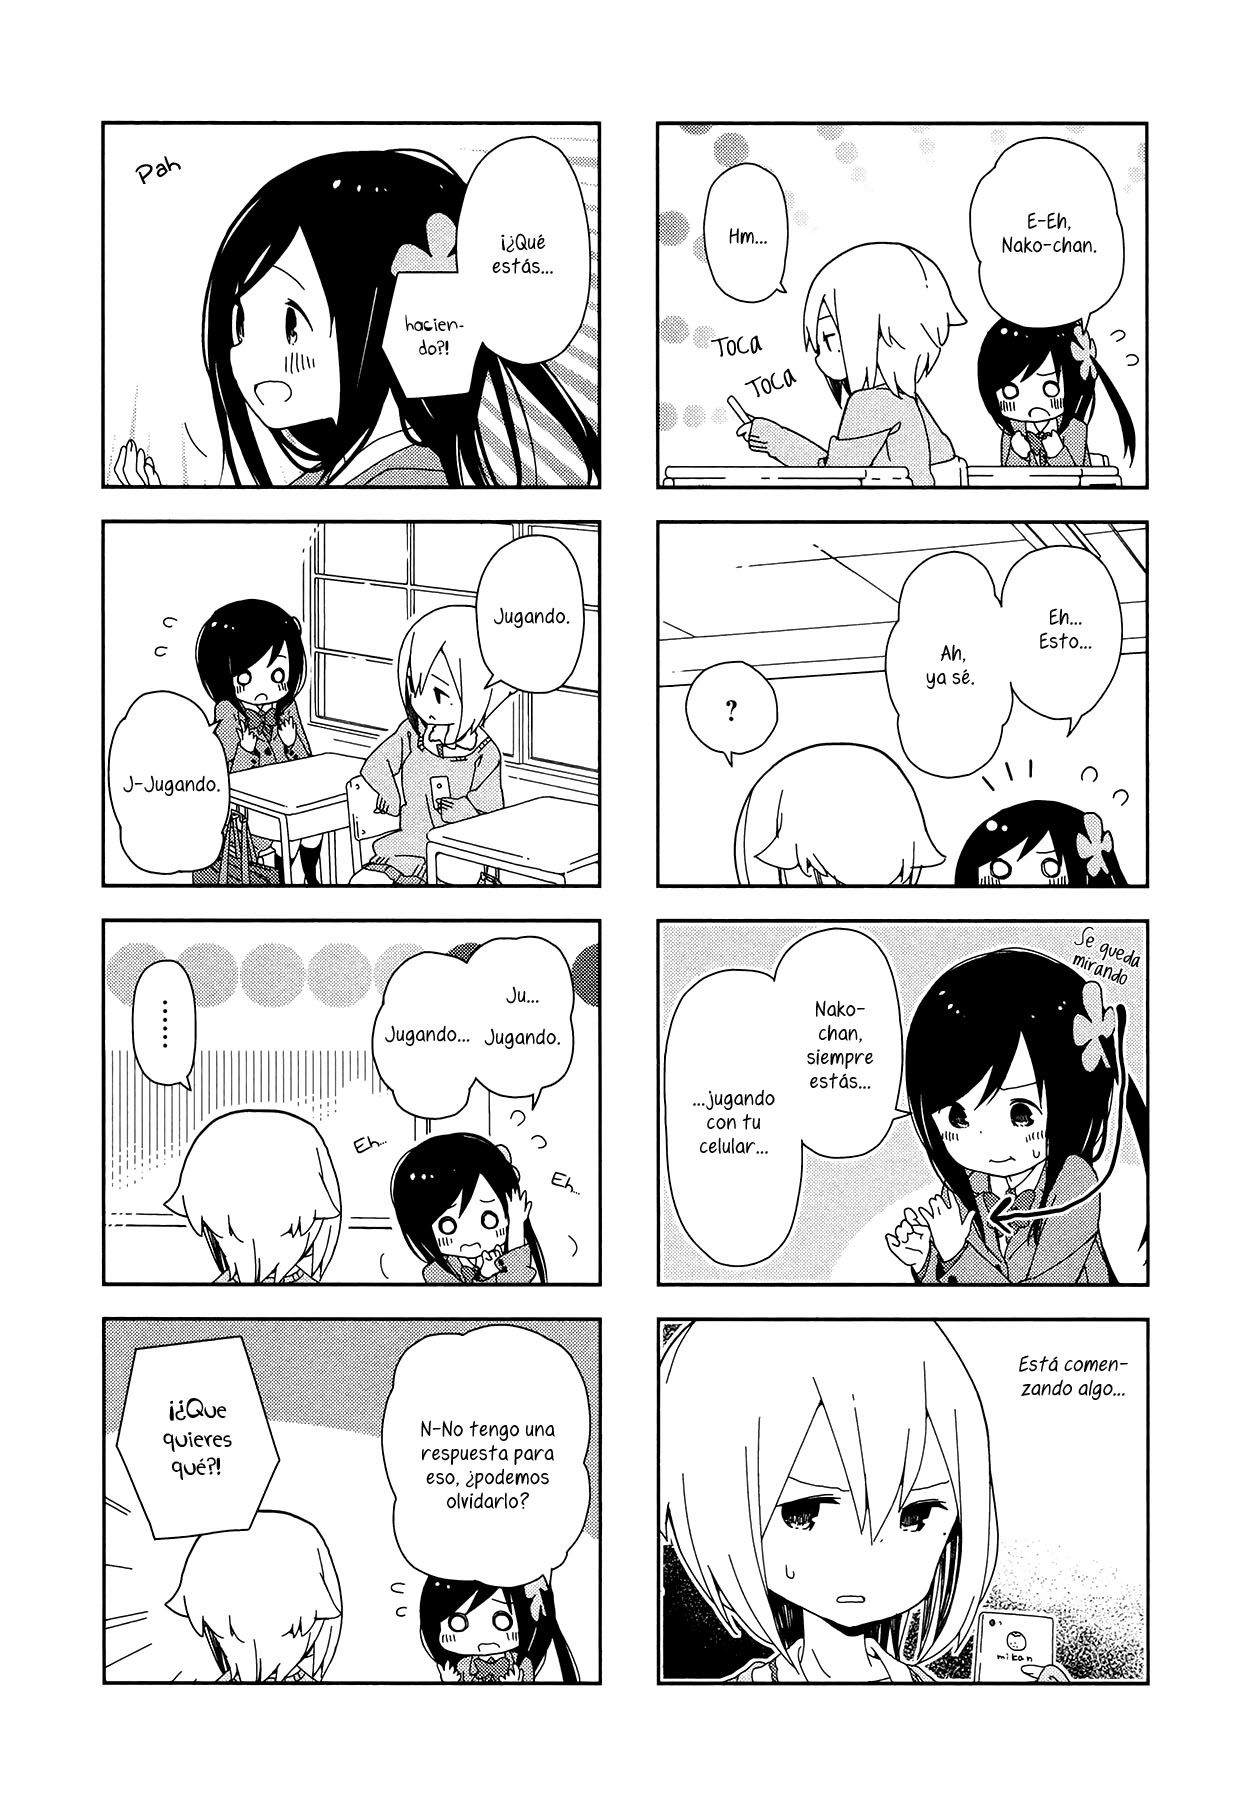 E-Eh,
Nako-chan.
Hm...
Toca
Toca
Eh...
Esto...
Ah,
ya sé.
?
Se queda
mirando
Nako-
chan,
siempre
estás...
...jugando
con tu
celular...
Está comen-
zando algo...
mikan
¡¿Qué
estás...
hacien-
do?!
Pah
Jugando.
J-Jugando.
Ju...
Jugando.
Jugando...
Eh...
Eh...
......
N-No tengo una
respuesta para
eso, ¿podemos
olvidarlo?
¡¿Que
quieres
qué?!